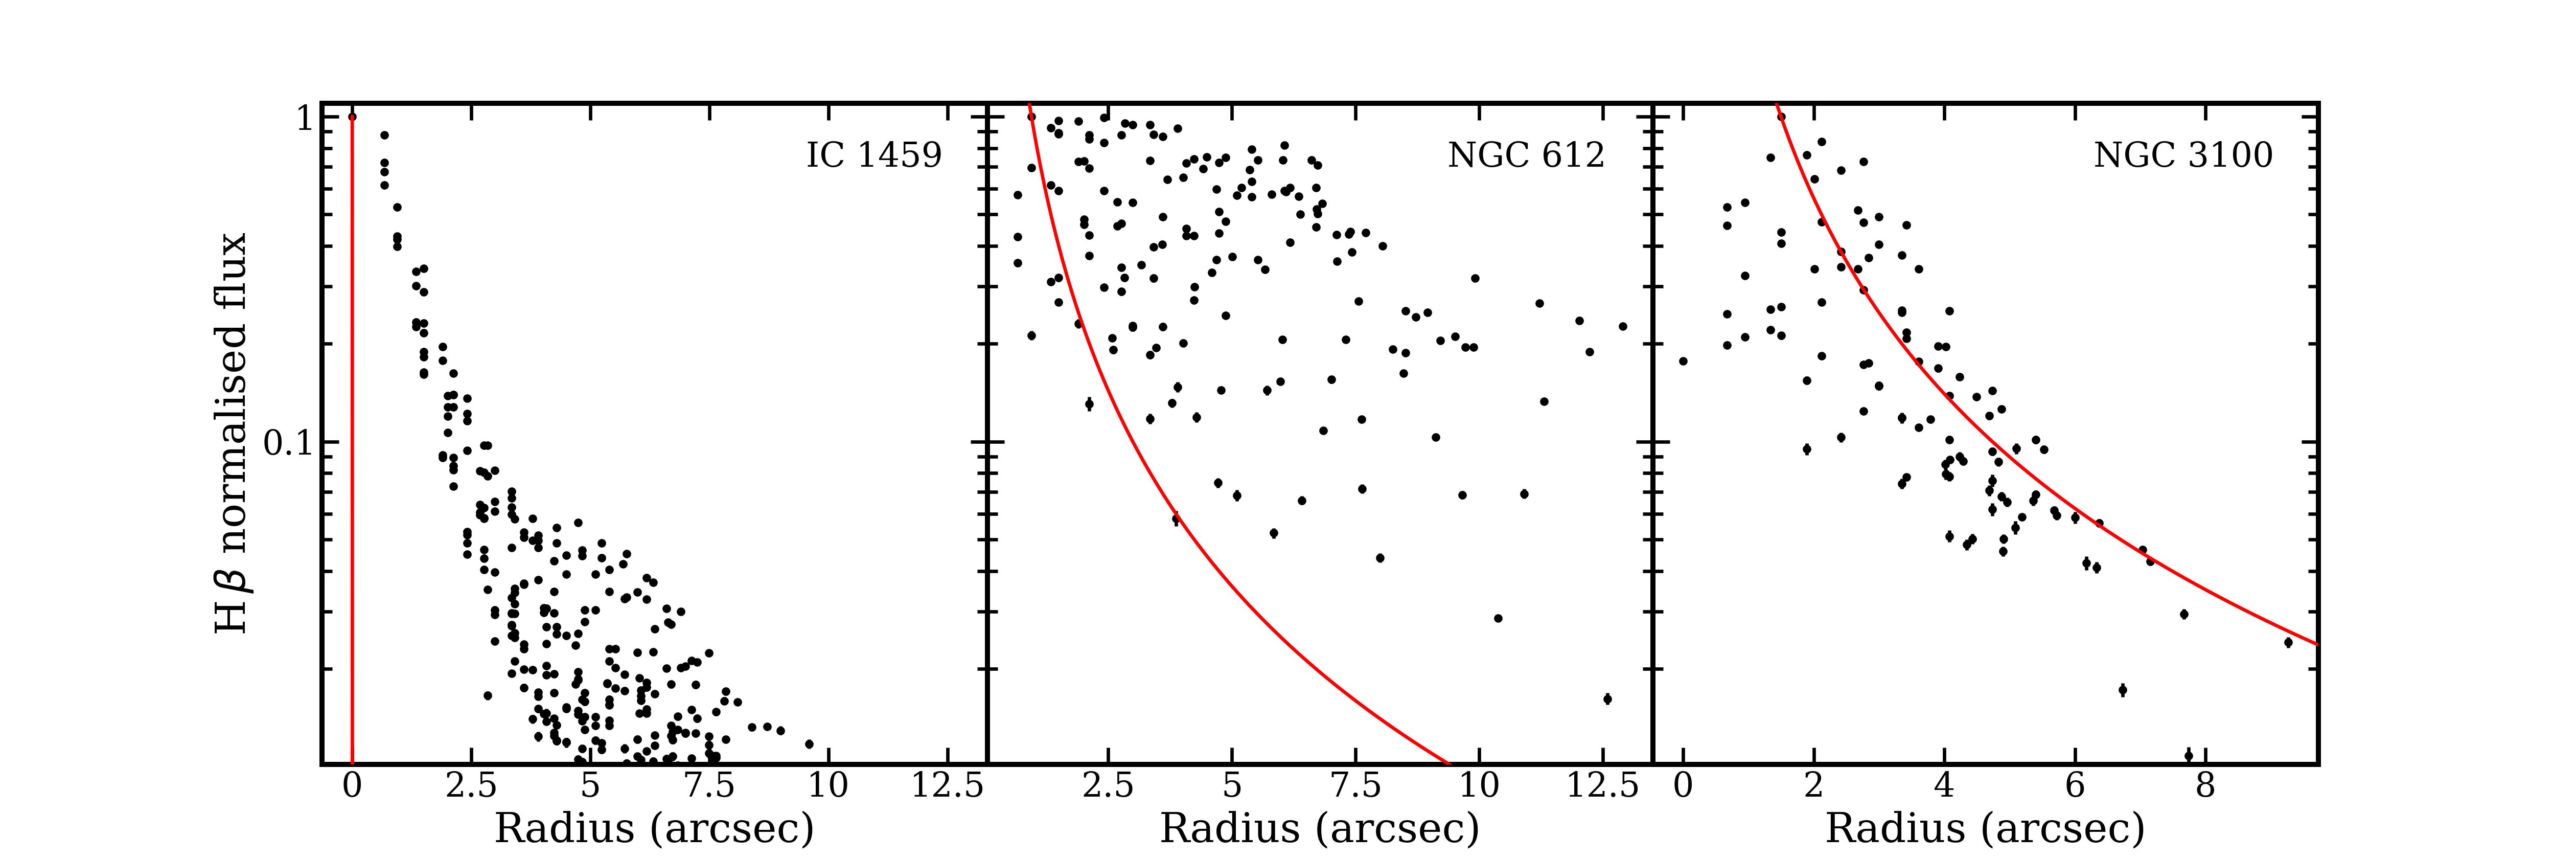 IC 1459
NGC 612
NGC 3100
1
0.1
Hβ normalised flux
0 2.5 5 7.5 10 12.5
2.5 5 7.5 10 12.5
0 2 4 6 8
Radius (arcsec)
Radius (arcsec)
Radius (arcsec)